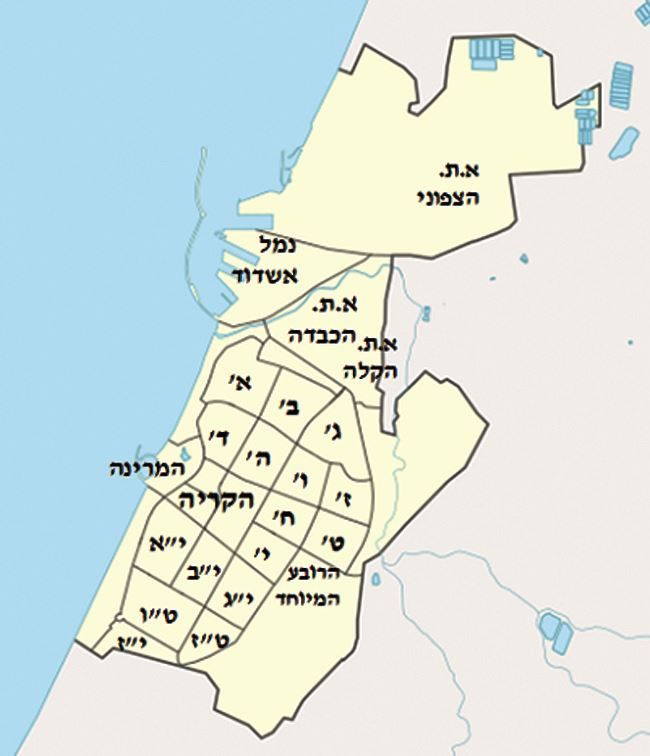 א.ת.
הצפוני
נמל
אשדוד
א.ת.
הכבדה
א.ת.
הקלה
א'
ב'
ג'
ד'
ה'
ו'
ז'
המרינה
הקריה
ח'
ט'
י"א
י"ב
י'
הרובע
המיוחד
י"ג
ט"ו
ט"ז
י"ז